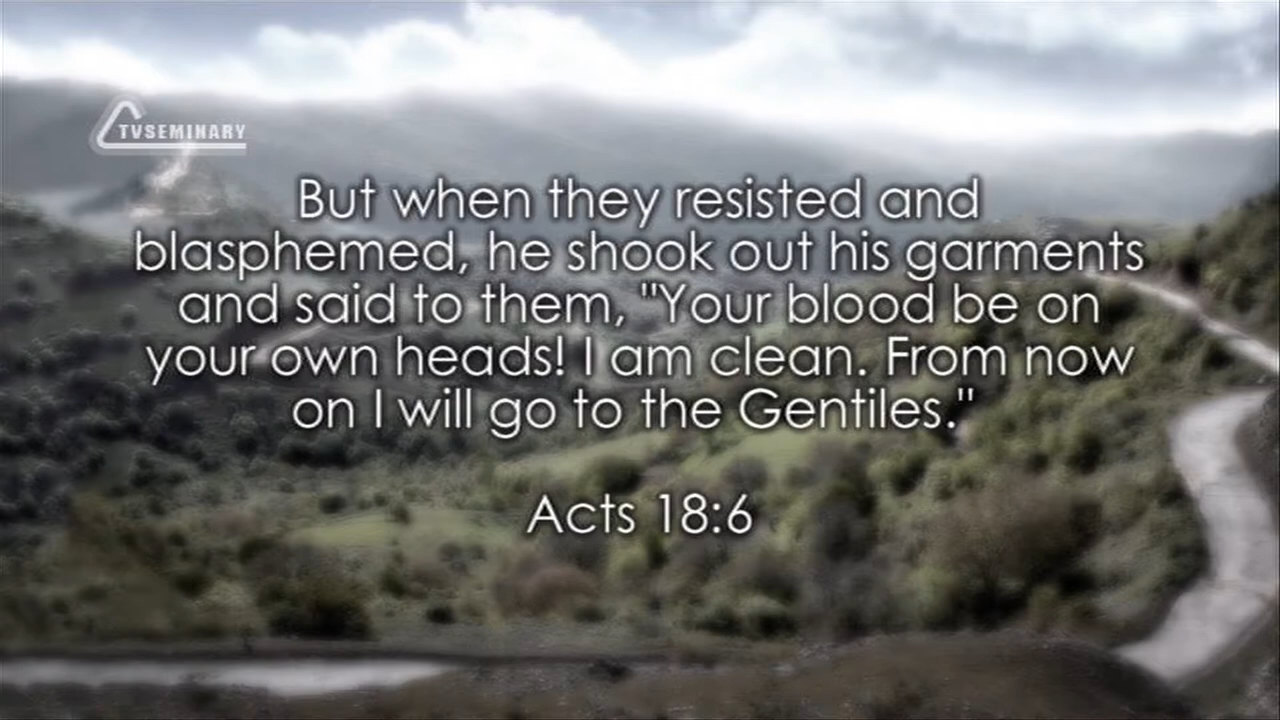 TVSEMINARY
But when they resisted and
blasphemed, he shook out his garments
and said to them, "Your blood be on
your own heads! I am clean. From now
on I will go to the Gentiles."
Acts 18:6